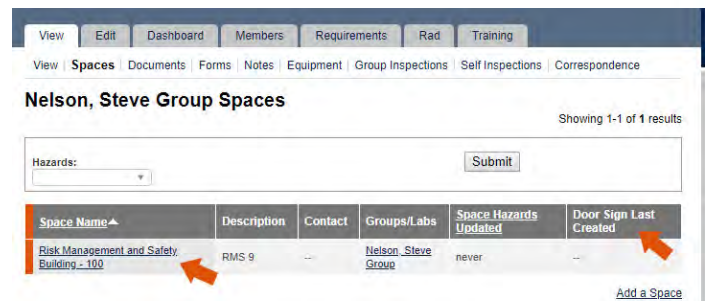 View Edit Dashboard Members Requirements Rad Training
View Spaces Documents Forms Notes Equipment Group Inspections Self Inspections Correspondence
Nelson, Steve Group Spaces
Showing 1-1 of 1 results
Hazards:
Submit
Space Name Description Contact Groups/Labs Space Hazards Updated Door Sign Last Created
Risk Management and Safety Building - 100 RMS 9 -- Nelson, Steve Group never --
Add a Space